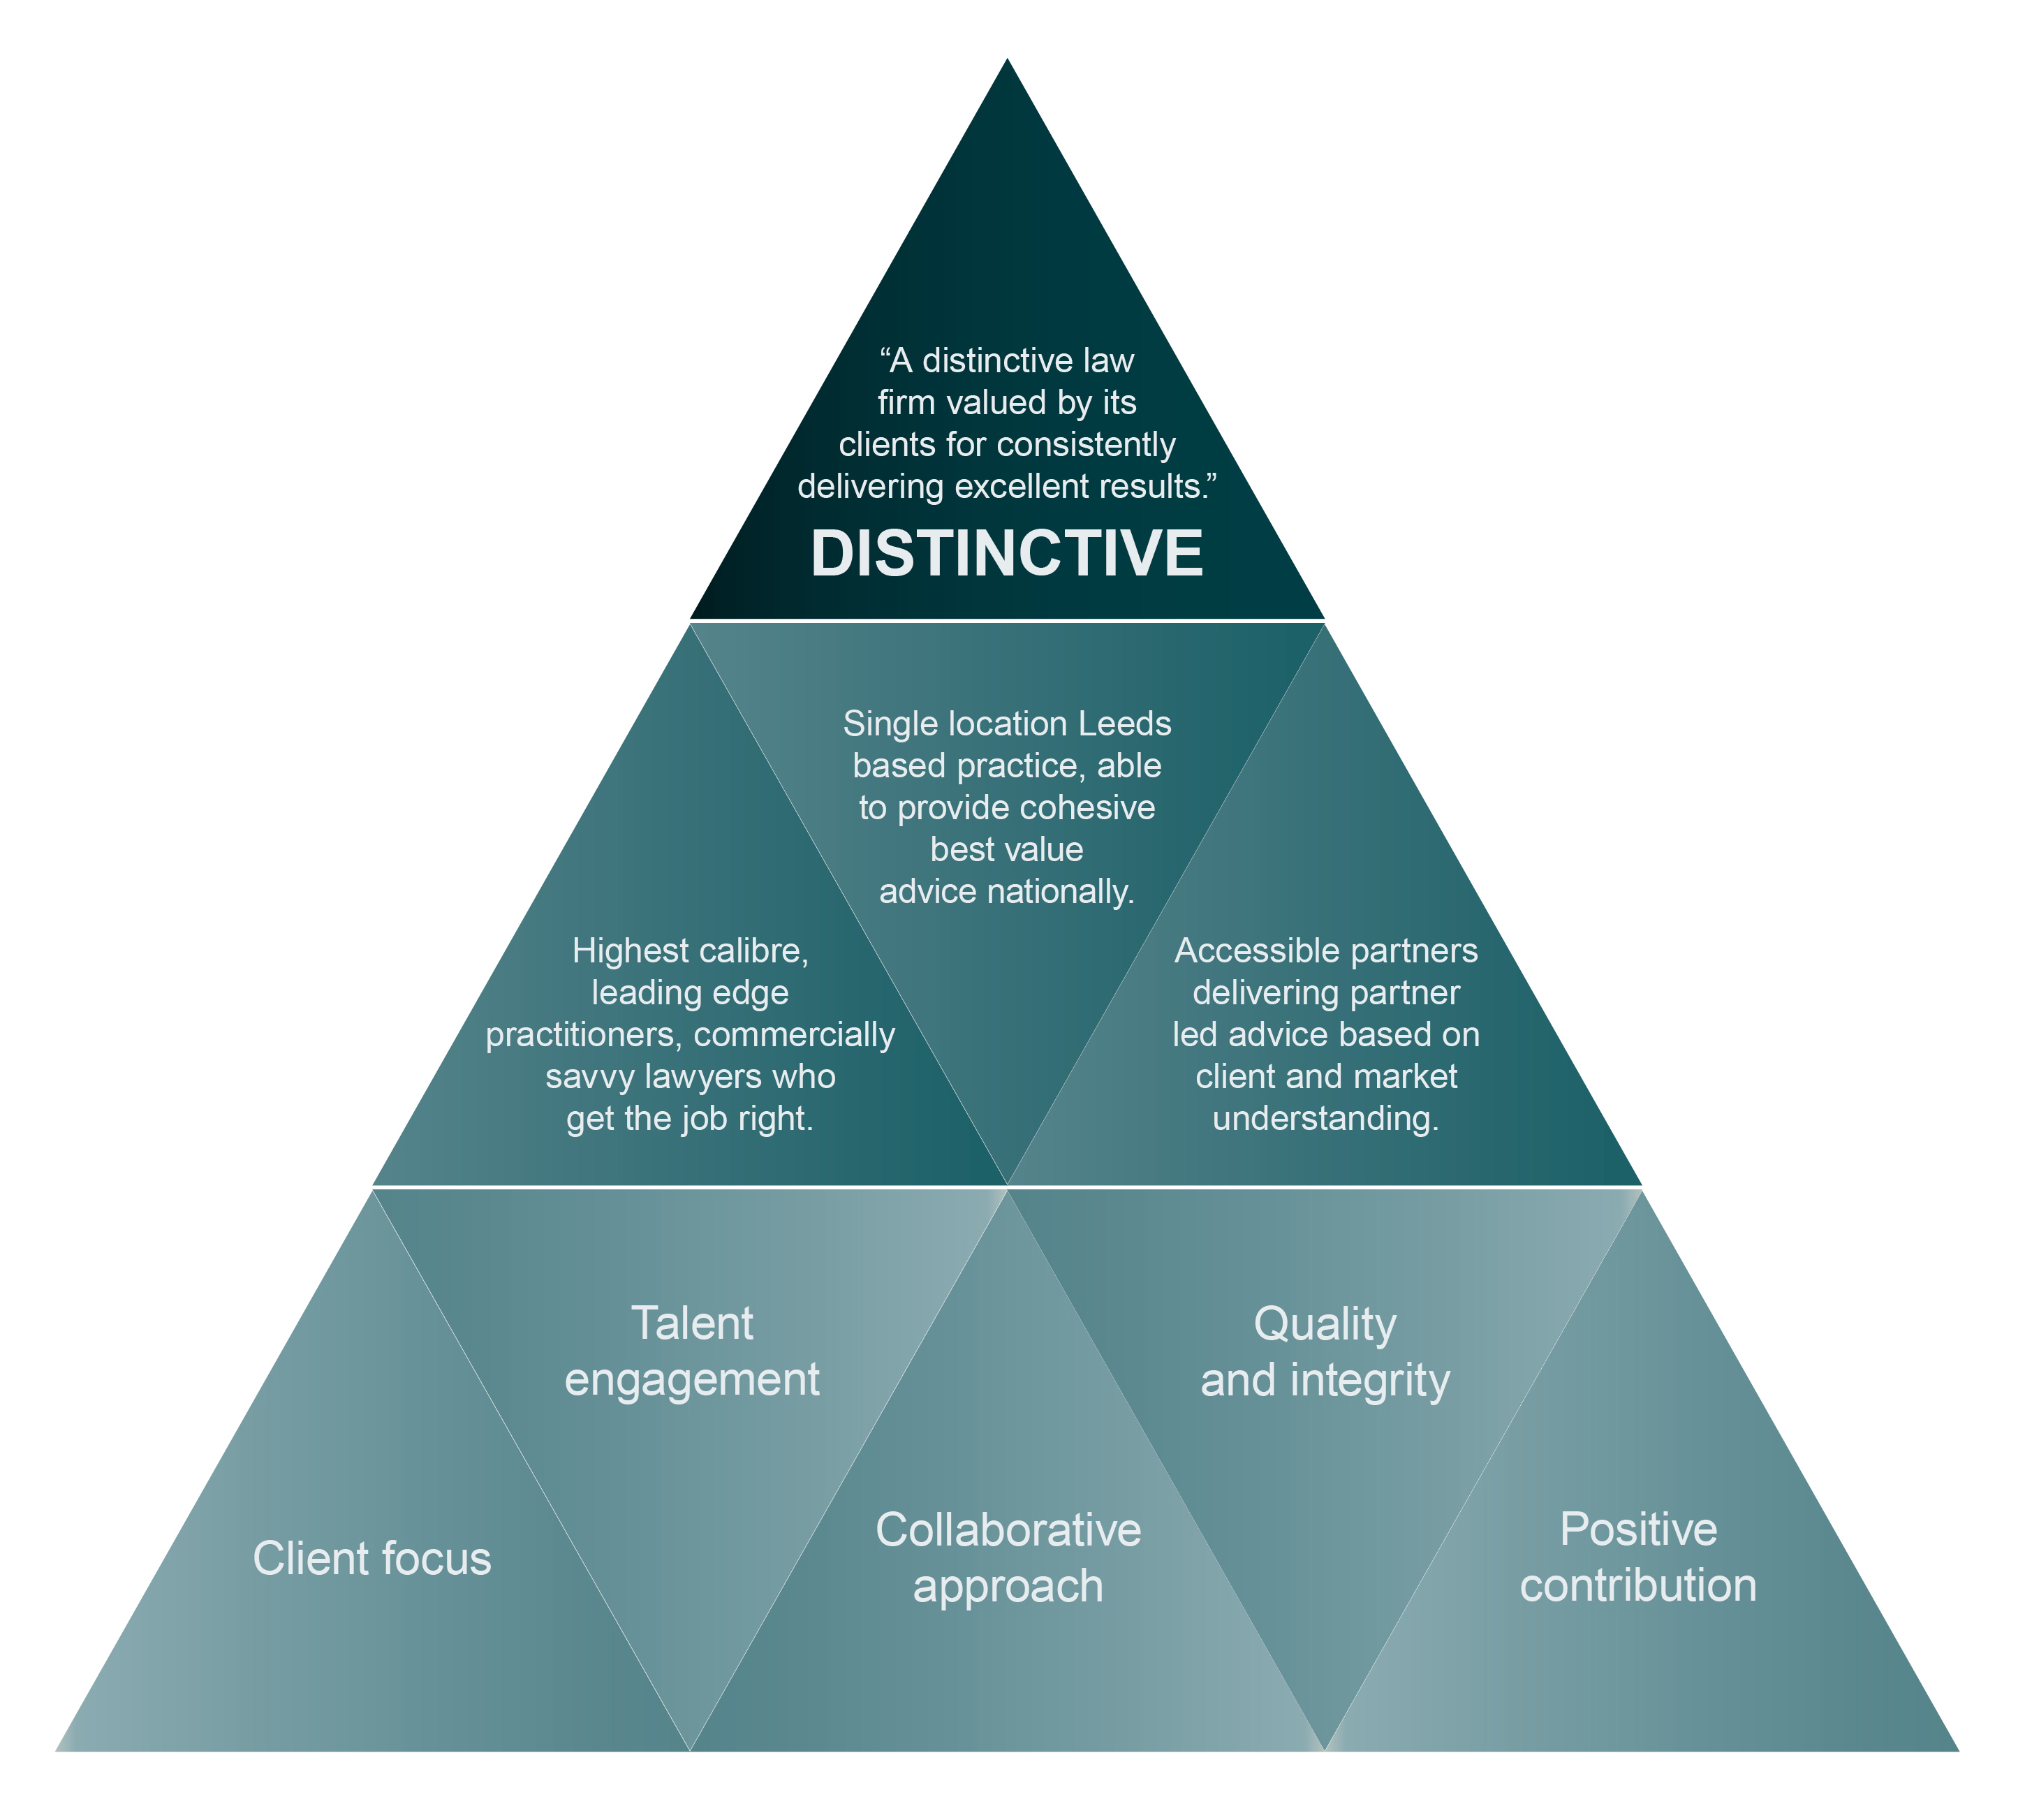 “A distinctive law
firm valued by its
clients for consistently
delivering excellent results.”
DISTINCTIVE
Single location Leeds
based practice, able
to provide cohesive
best value
advice nationally.
Highest calibre,
leading edge
practitioners, commercially
savvy lawyers who
get the job right.
Accessible partners
delivering partner
led advice based on
client and market
understanding.
Client focus
Talent
engagement
Collaborative
approach
Quality
and integrity
Positive
contribution